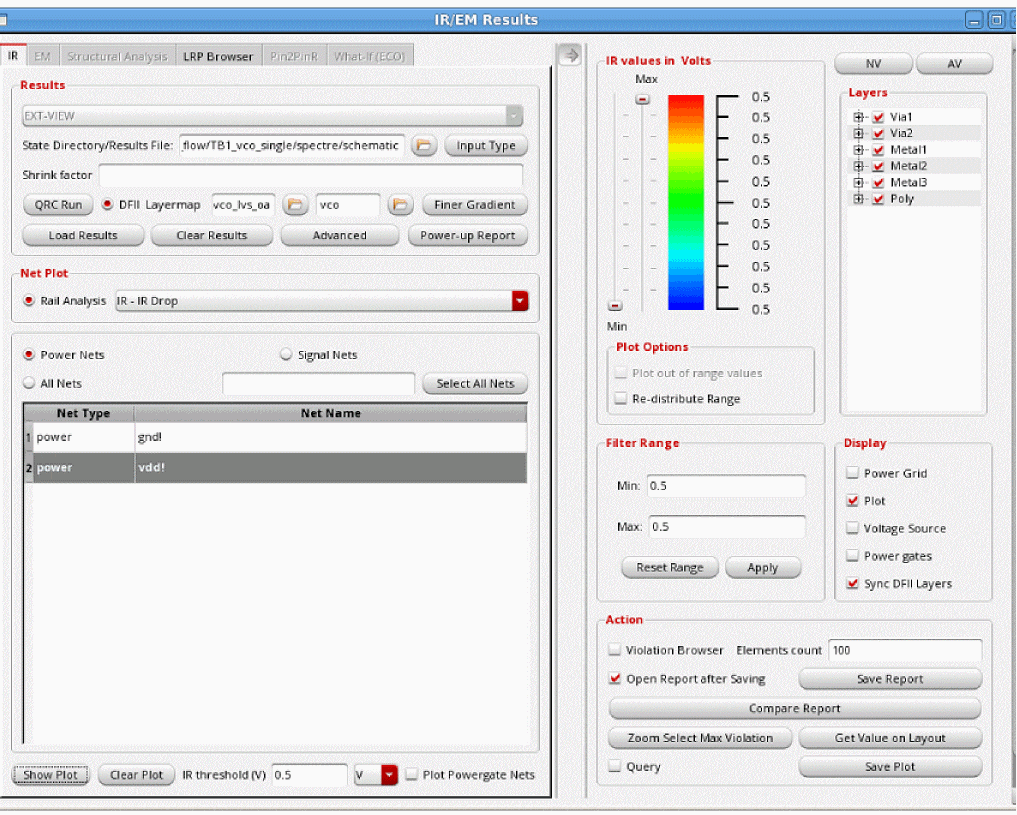 IR/EM Results
IR EM Structural Analysis LRP Browser Pin2PinR What-If (ECO)
Results
EXT-VIEW
State Directory/Results File: flow/TB1_vco_single/spectre/schematic Input Type
Shrink factor
QRC Run DFII Layermap vco_lvs_oa vco Finer Gradient
Load Results Clear Results Advanced Power-up Report
Net Plot
Rail Analysis IR - IR Drop
Power Nets Signal Nets
All Nets Select All Nets
Net Type Net Name
1 power gnd!
2 power vdd!
Show Plot Clear Plot IR threshold (V) 0.5 V Plot Powergate Nets
IR values in Volts
Max
0.5
0.5
0.5
0.5
0.5
0.5
0.5
0.5
0.5
0.5
0.5
Min
Plot Options
Plot out of range values
Re-distribute Range
NV AV
Layers
Via1
Via2
Metal1
Metal2
Metal3
Poly
Filter Range
Min: 0.5
Max: 0.5
Reset Range Apply
Display
Power Grid
Plot
Voltage Source
Power gates
Sync DFII Layers
Action
Violation Browser Elements count 100
Open Report after Saving Save Report
Compare Report
Zoom Select Max Violation Get Value on Layout
Query Save Plot